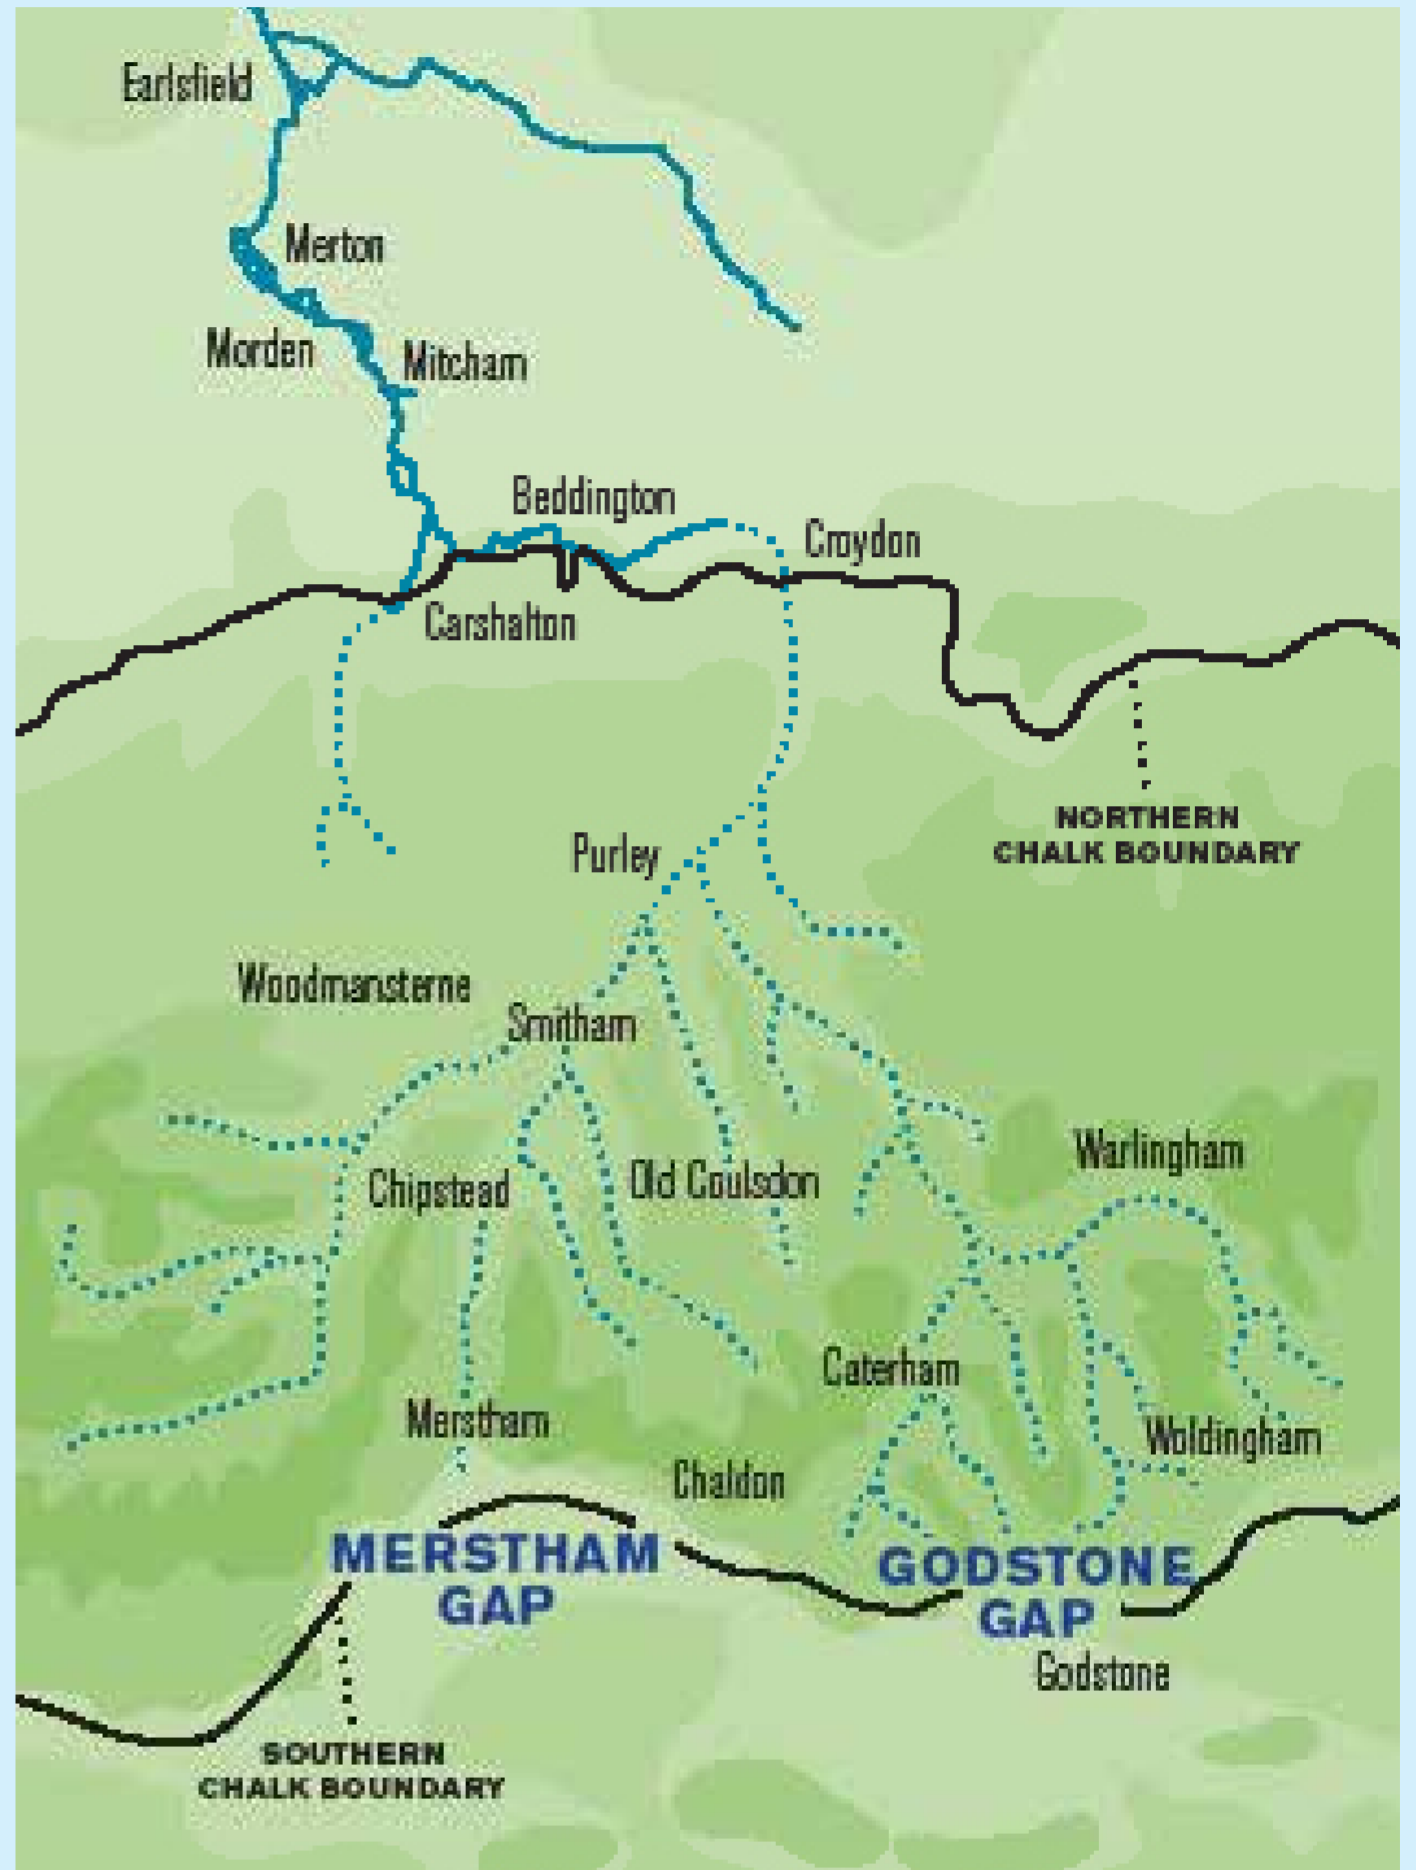 Earlsfield
Merton
Morden
Mitcham
Beddington
Croydon
Carshalton
NORTHERN
CHALK BOUNDARY
Purley
Woodmansterne
Smitham
Warlingham
Chipstead
Old Coulsdon
Caterham
Merstham
Woldingham
Chaldon
MERSTHAM
GAP
GODSTONE
GAP
Godstone
SOUTHERN
CHALK BOUNDARY